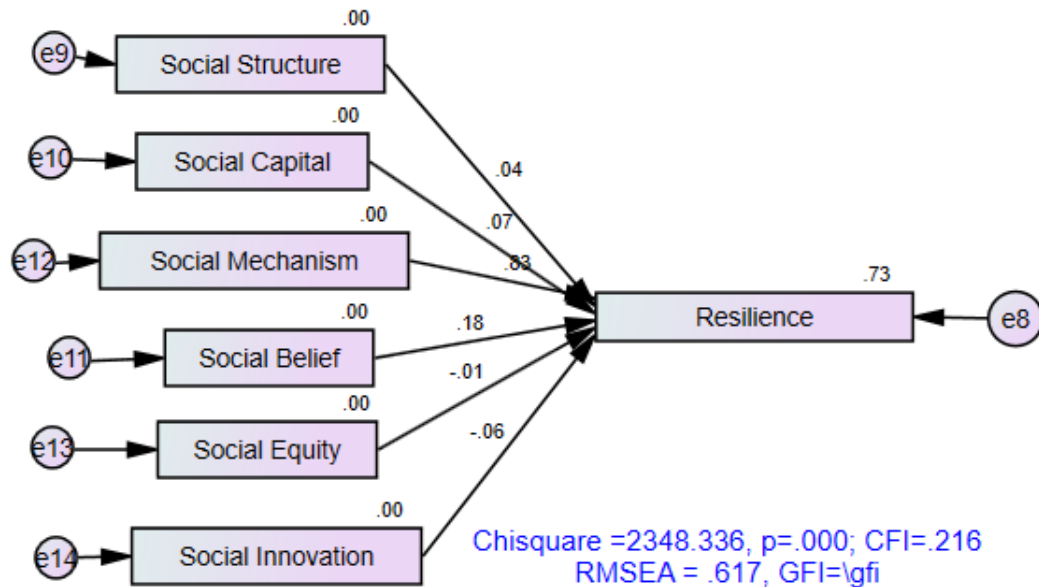 .00
e9
Social Structure
.00
e10
Social Capital
.04
.00
.07
e12
Social Mechanism
.83
.73
.00
Resilience
e8
.18
e11
Social Belief
-.01
.00
e13
Social Equity
-.06
.00
e14
Social Innovation
Chisquare =2348.336, p=.000; CFI=.216
RMSEA = .617, GFI=\gfi